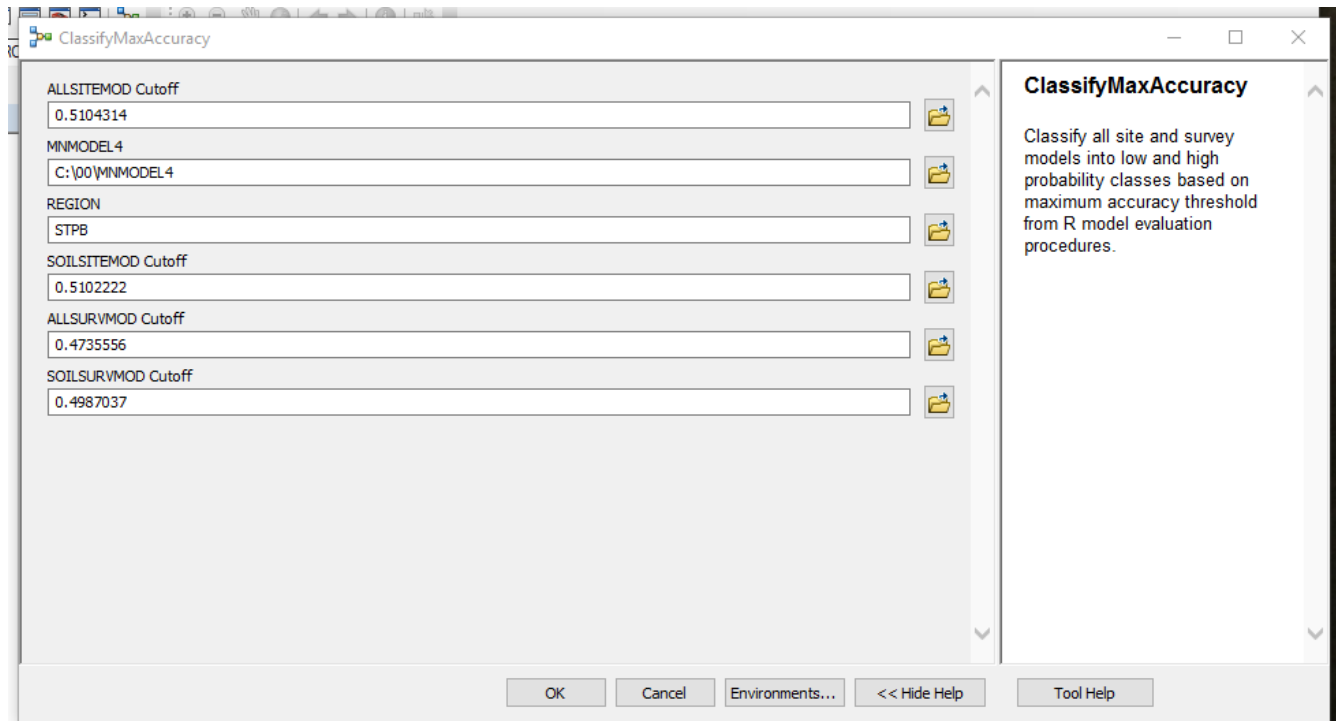 ClassifyMaxAccuracy
ALLSITEMOD Cutoff
0.5104314
MNMODEL4
C:\00\MNMODEL4
REGION
STPB
SOILSITEMOD Cutoff
0.5102222
ALLSURVMOD Cutoff
0.4735556
SOILSURVMOD Cutoff
0.4987037
ClassifyMaxAccuracy
Classify all site and survey
models into low and high
probability classes based on
maximum accuracy threshold
from R model evaluation
procedures.
OK Cancel Environments... << Hide Help Tool Help